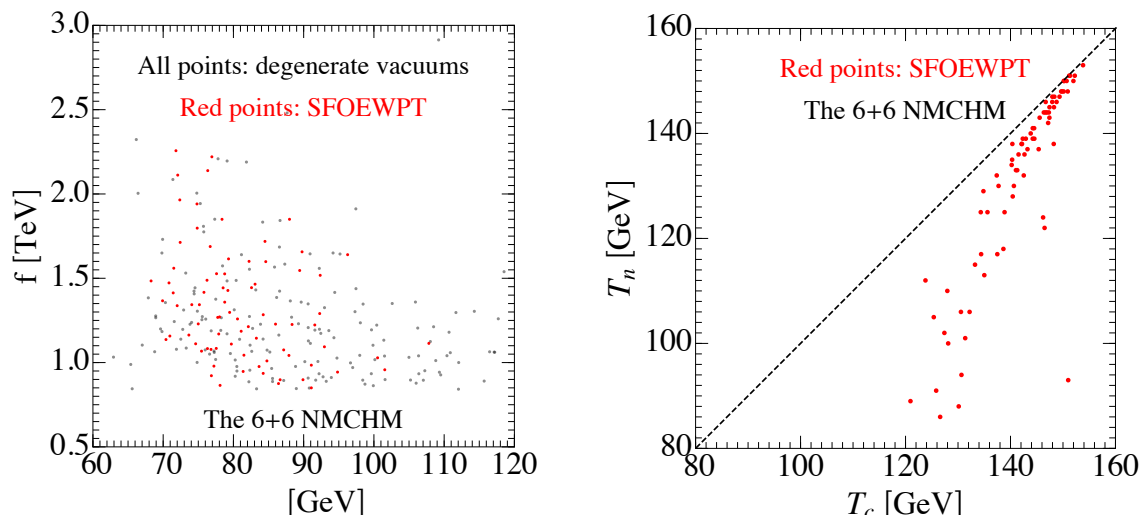 3.0
2.5
2.0
1.5
1.0
0.5
f [TeV]
All points: degenerate vacuums
Red points: SFOEWPT
The 6+6 NMCHM
60 70 80 90 100 110 120
[GeV]
160
140
120
100
80
T_n [GeV]
Red points: SFOEWPT
The 6+6 NMCHM
80 100 120 140 160
T_c [GeV]